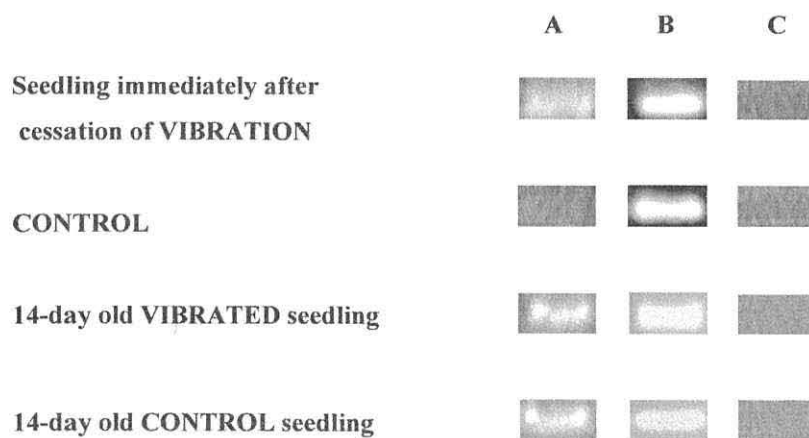 A B C
Seedling immediately after
cessation of VIBRATION
CONTROL
14-day old VIBRATED seedling
14-day old CONTROL seedling